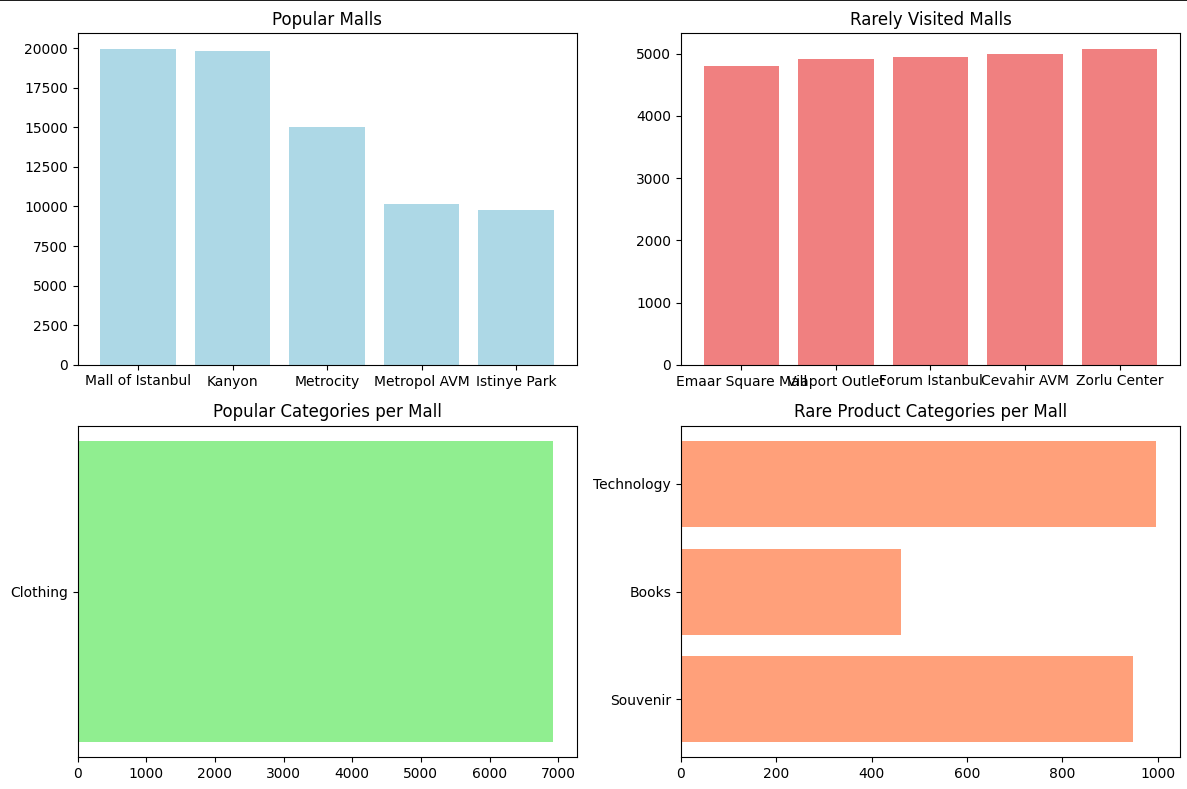 Popular Malls
20000
17500
15000
12500
10000
7500
5000
2500
0
Mall of Istanbul Kanyon Metrocity Metropol AVM Istinye Park
Rarely Visited Malls
5000
4000
3000
2000
1000
0
Emaar Square Mall Viaport Outlet Forum Istanbul Cevahir AVM Zorlu Center
Popular Categories per Mall
Clothing
0 1000 2000 3000 4000 5000 6000 7000
Rare Product Categories per Mall
Technology
Books
Souvenir
0 200 400 600 800 1000